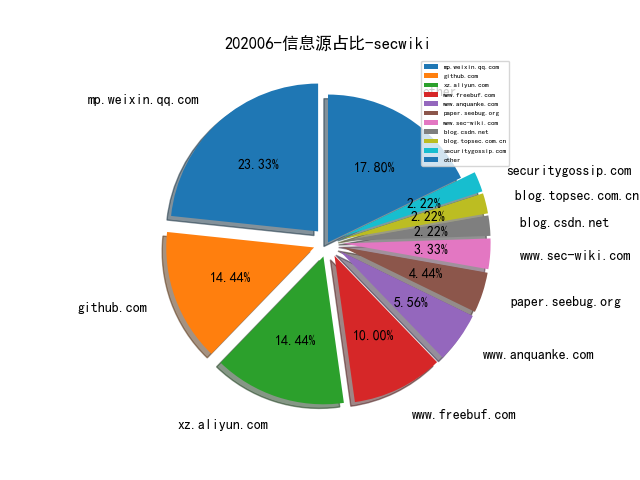 202006-信息源占比-secwiki
mp.weixin.qq.com
github.com
xz.aliyun.com
www.freebuf.com
www.anquanke.com
paper.seebug.org
www.sec-wiki.com
blog.csdn.net
blog.topsec.com.cn
securitygossip.com
other
mp.weixin.qq.com
23.33%
17.80%
securitygossip.com
2.22%
blog.topsec.com.cn
2.22%
blog.csdn.net
2.22%
www.sec-wiki.com
3.33%
paper.seebug.org
4.44%
www.anquanke.com
5.56%
www.freebuf.com
10.00%
xz.aliyun.com
14.44%
github.com
14.44%